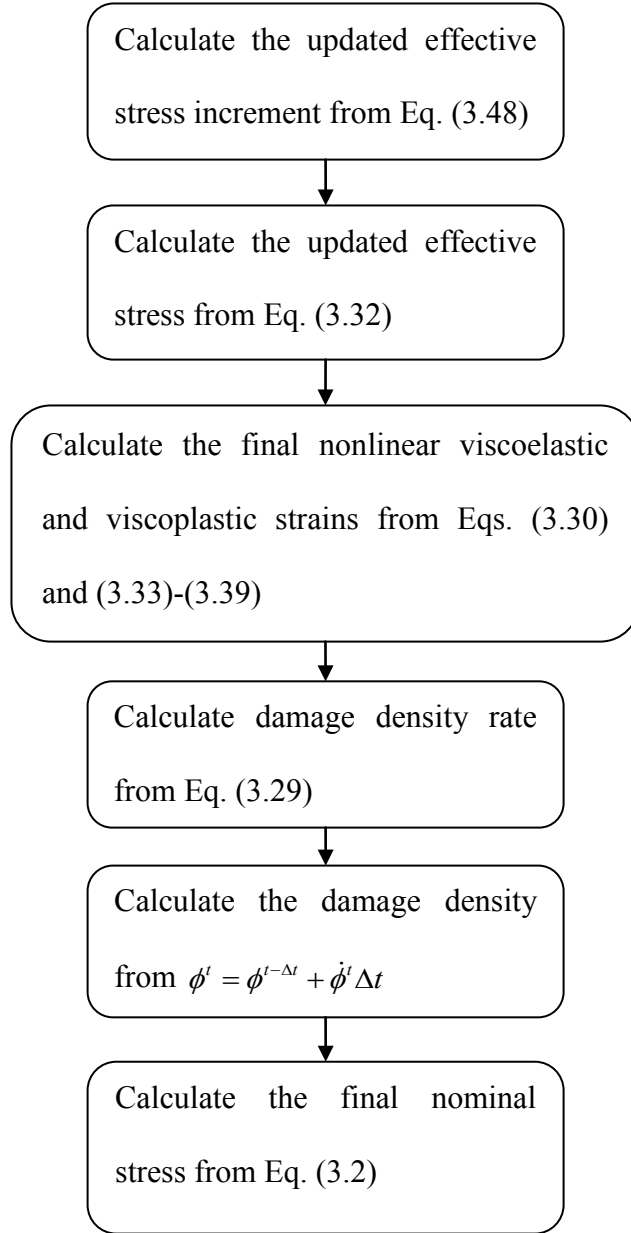 Calculate the updated effective
stress increment from Eq. (3.48)
Calculate the updated effective
stress from Eq. (3.32)
Calculate the final nonlinear viscoelastic
and viscoplastic strains from Eqs. (3.30)
and (3.33)-(3.39)
Calculate damage density rate
from Eq. (3.29)
Calculate the damage density
from ϕ^{t} = ϕ^{t−Δt} + ϕ̇^{t}Δt
Calculate the final nominal
stress from Eq. (3.2)